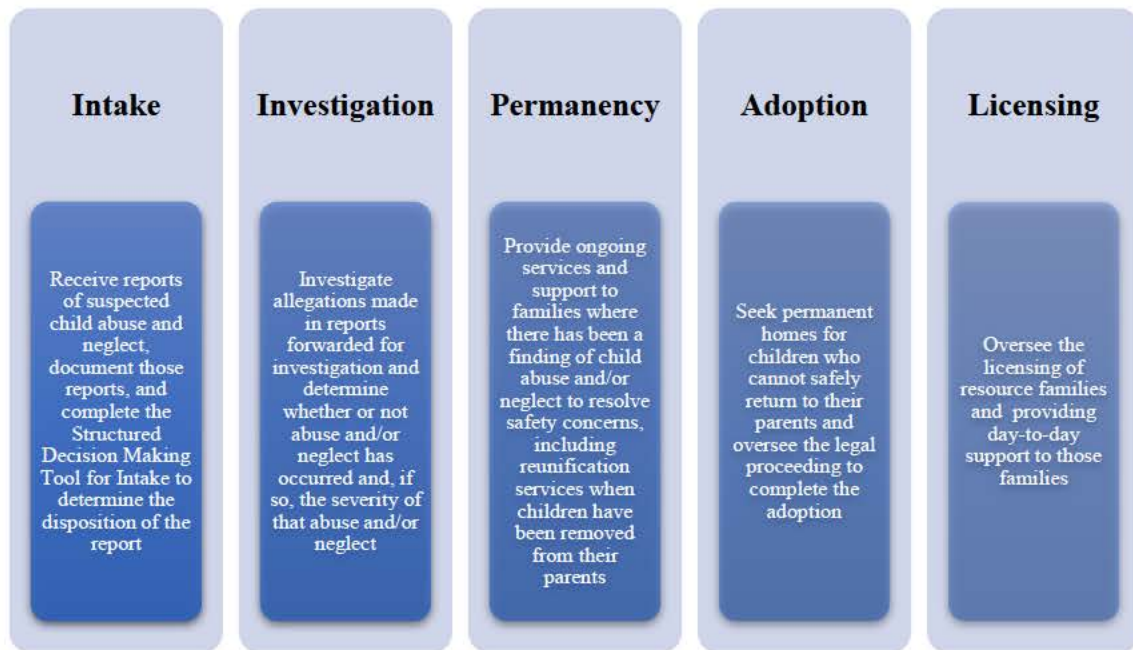 Intake
Receive reports
of suspected
child abuse and
neglect,
document those
reports, and
complete the
Structured
Decision Making
Tool for Intake to
determine the
disposition of the
report
Investigation
Investigate
allegations made
in reports
forwarded for
investigation and
determine
whether or not
abuse and/or
neglect has
occurred and, if
so, the severity of
that abuse and/or
neglect
Permanency
Provide ongoing
services and
support to
families where
there has been a
finding of child
abuse and/or
neglect to resolve
safety concerns,
including
reunification
services when
children have
been removed
from their
parents
Adoption
Seek permanent
homes for
children who
cannot safely
return to their
parents and
oversee the legal
proceeding to
complete the
adoption
Licensing
Oversee the
licensing of
resource families
and providing
day-to-day
support to those
families